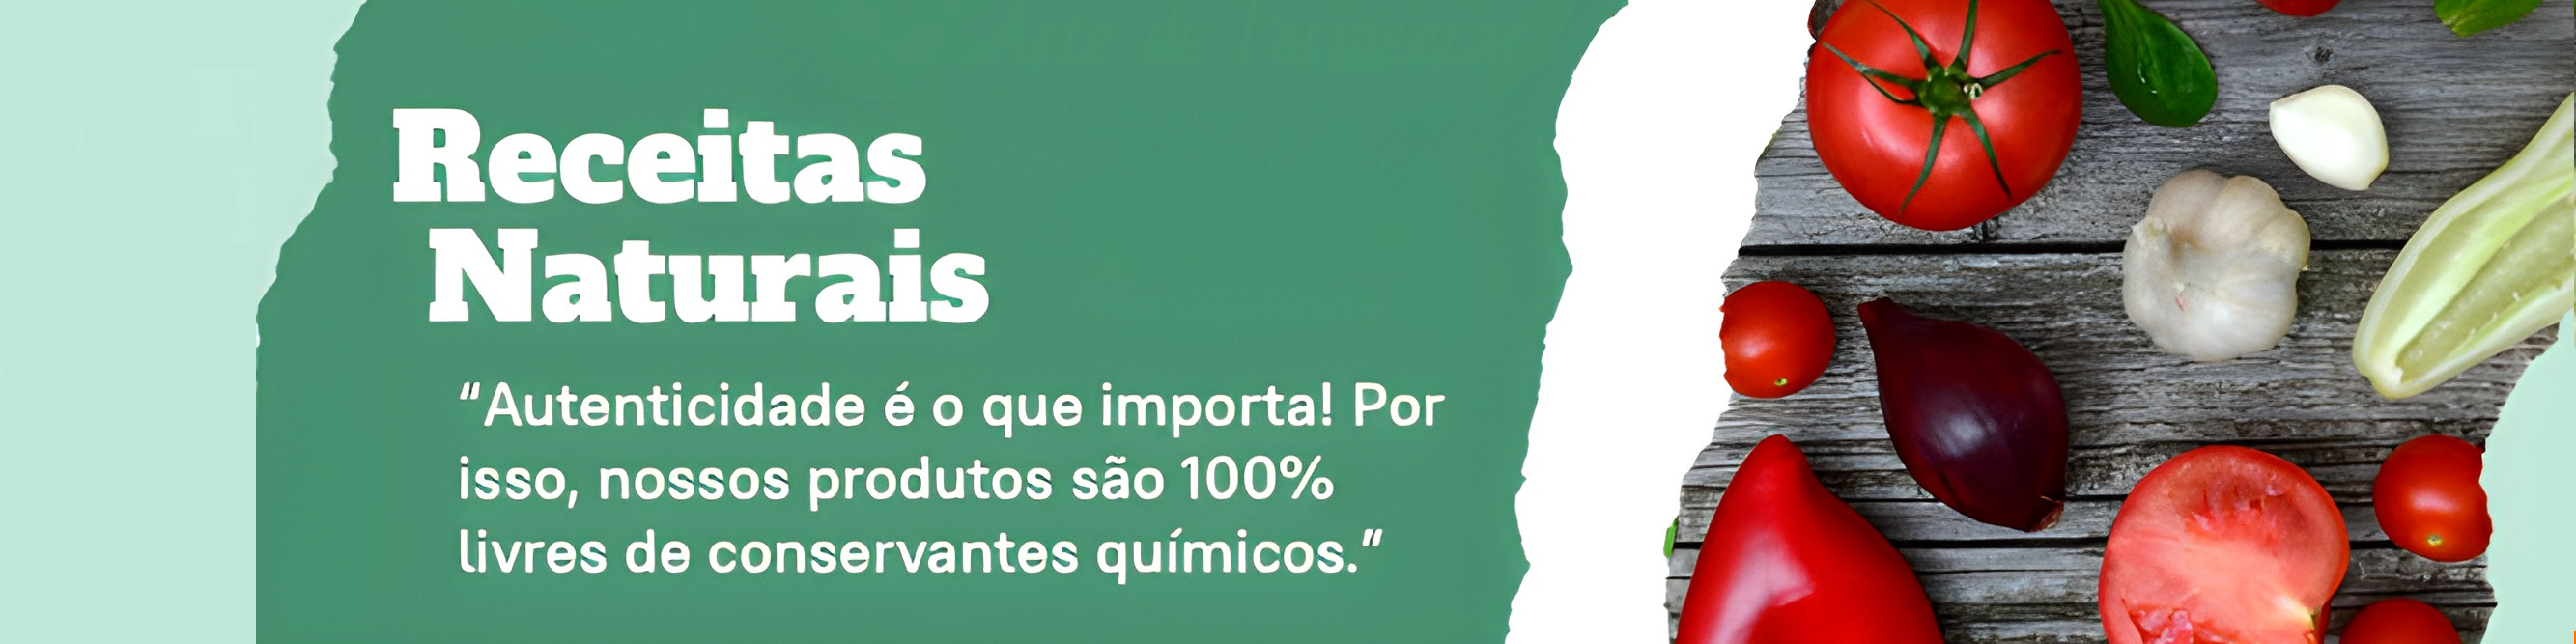 Receitas
Naturais
"Autenticidade é o que importa! Por
isso, nossos produtos são 100%
livres de conservantes químicos."